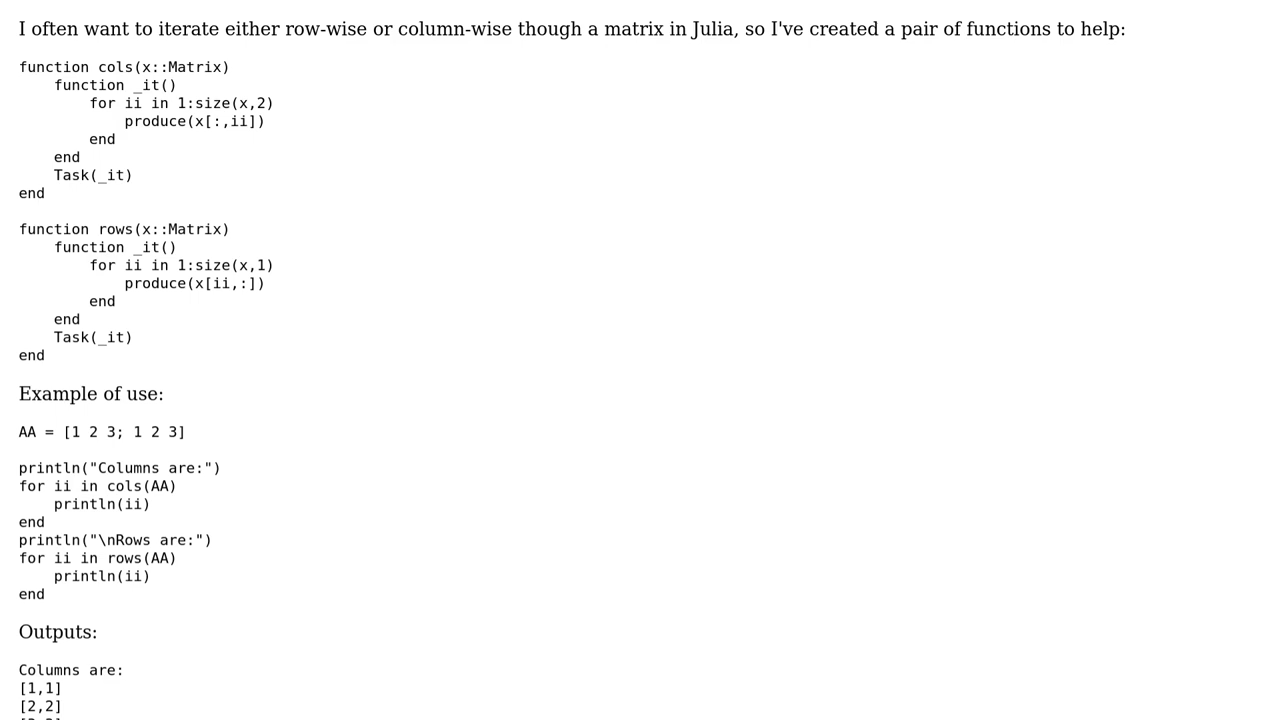 I often want to iterate either row-wise or column-wise though a matrix in Julia, so I've created a pair of functions to help:
function cols(x::Matrix)
    function _it()
        for ii in 1:size(x,2)
            produce(x[:,ii])
        end
    end
    Task(_it)
end
function rows(x::Matrix)
    function _it()
        for ii in 1:size(x,1)
            produce(x[ii,:])
        end
    end
    Task(_it)
end
Example of use:
AA = [1 2 3; 1 2 3]
println("Columns are:")
for ii in cols(AA)
    println(ii)
end
println("\nRows are:")
for ii in rows(AA)
    println(ii)
end
Outputs:
Columns are:
[1,1]
[2,2]